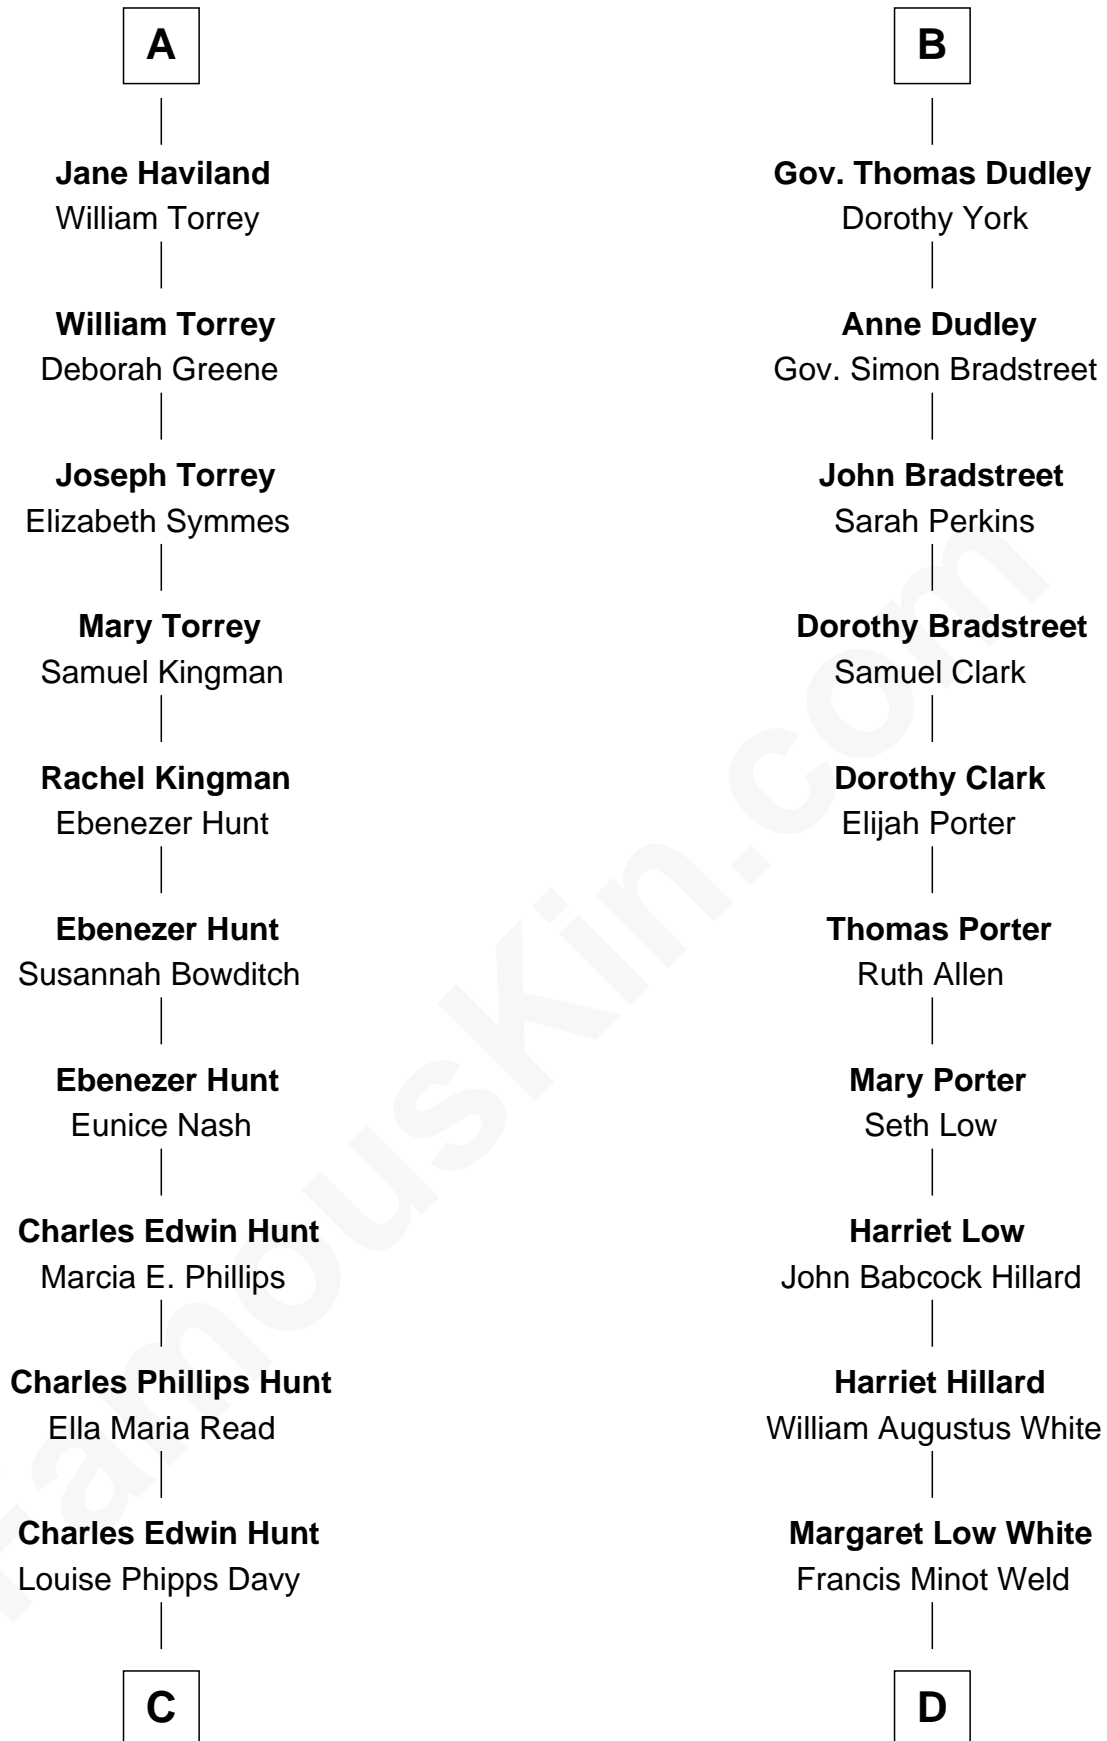 A
Jane Haviland
William Torrey
William Torrey
Deborah Greene
Joseph Torrey
Elizabeth Symmes
Mary Torrey
Samuel Kingman
Rachel Kingman
Ebenezer Hunt
Ebenezer Hunt
Susannah Bowditch
Ebenezer Hunt
Eunice Nash
Charles Edwin Hunt
Marcia E. Phillips
Charles Phillips Hunt
Ella Maria Read
Charles Edwin Hunt
Louise Phipps Davy
C
B
Gov. Thomas Dudley
Dorothy York
Anne Dudley
Gov. Simon Bradstreet
John Bradstreet
Sarah Perkins
Dorothy Bradstreet
Samuel Clark
Dorothy Clark
Elijah Porter
Thomas Porter
Ruth Allen
Mary Porter
Seth Low
Harriet Low
John Babcock Hillard
Harriet Hillard
William Augustus White
Margaret Low White
Francis Minot Weld
D
FamousKin.com